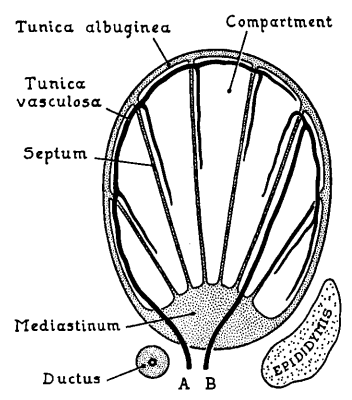 Tunica albuginea
Compartment
Tunica
vasculosa
Septum
Mediastinum
Ductus
A B
EPIDIDYMIS